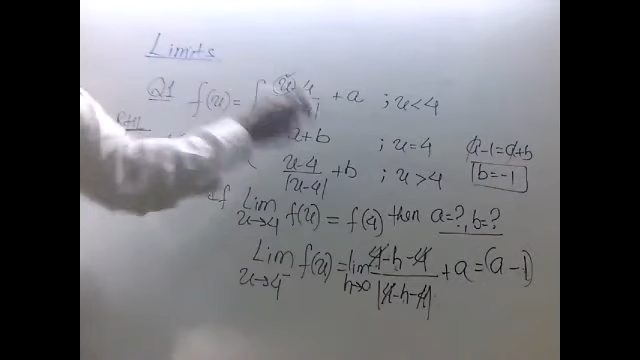 Limits
Q1 f(x) = x-4 + a ; x<4
a+b ; x=4 a-1=a+b
x-4/|x-4| + b ; x>4 b=-1
If Lim x→4 f(x) = f(4) then a=?, b=?
Lim x→4⁻ f(x) = lim h→0 4-h-4/|4-h-4| + a = (a-1)